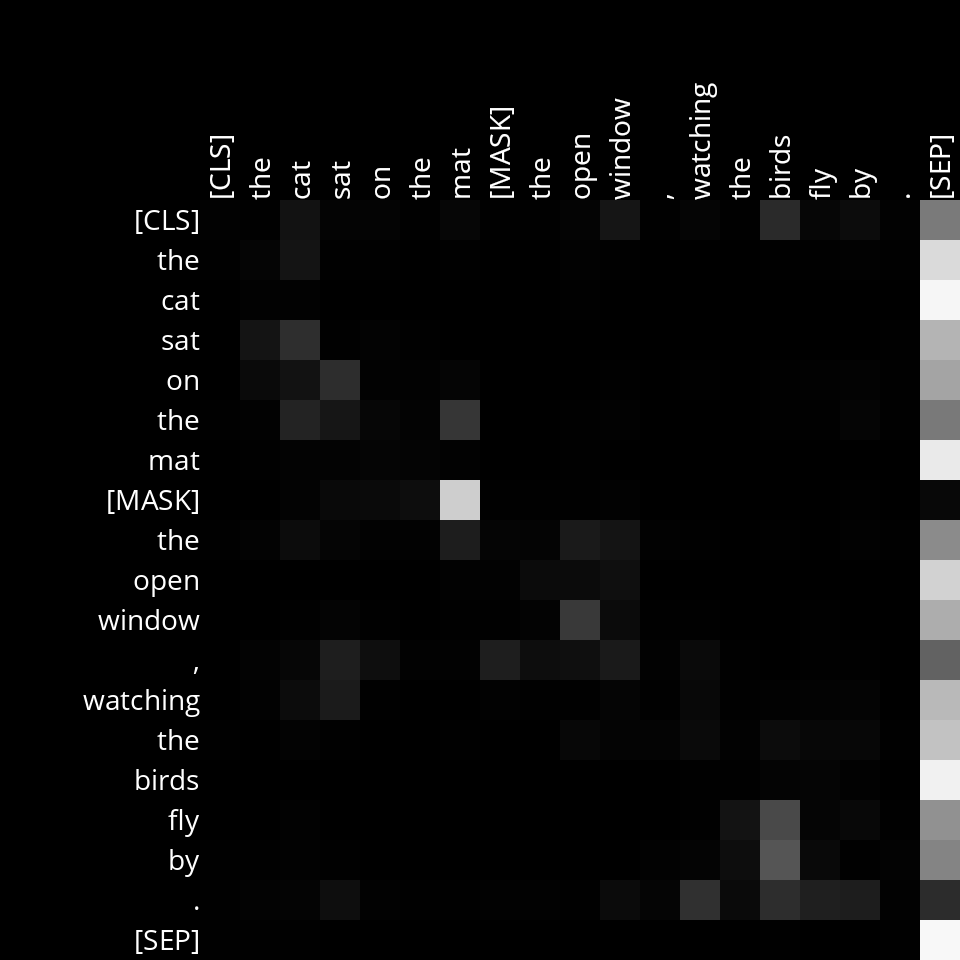 [CLS] the cat sat on the mat [MASK] the open window , watching the birds fly by . [SEP]
[CLS]
the
cat
sat
on
the
mat
[MASK]
the
open
window
,
watching
the
birds
fly
by
.
[SEP]